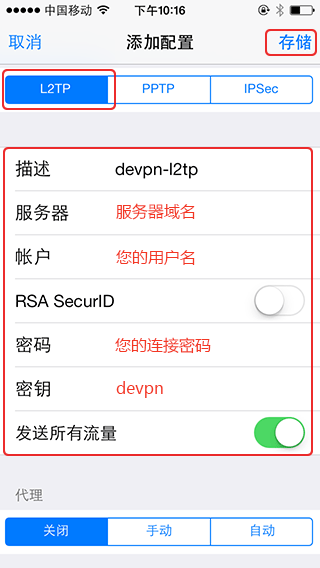 中国移动 下午10:16
取消 添加配置 存储
L2TP PPTP IPSec
描述 devpn-l2tp
服务器 服务器域名
帐户 您的用户名
RSA SecurID
密码 您的连接密码
密钥 devpn
发送所有流量
代理
关闭 手动 自动